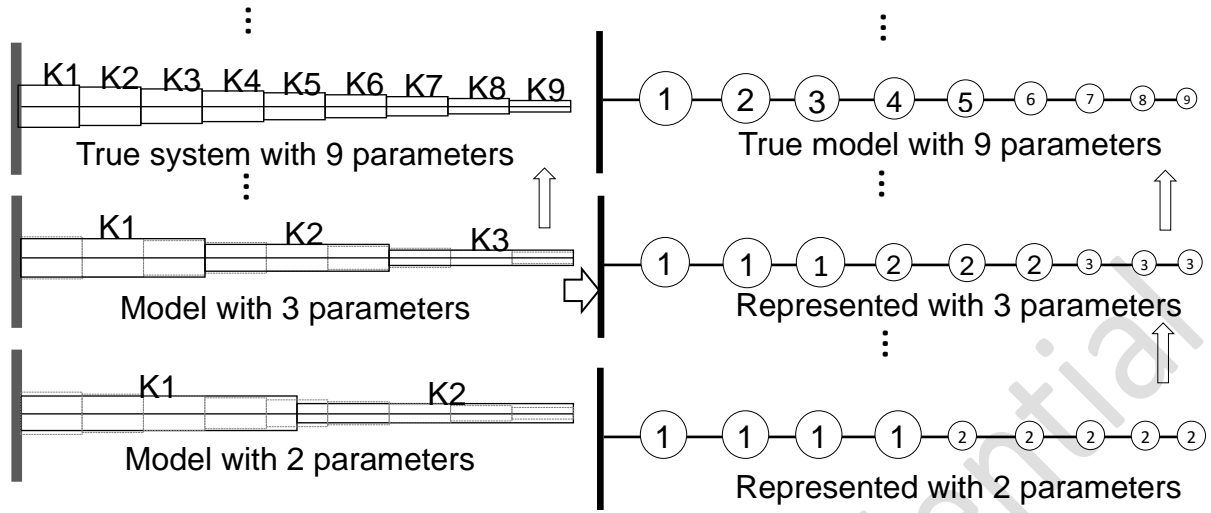 K1 K2 K3 K4 K5 K6 K7 K8 K9
True system with 9 parameters
K1 K2 K3
Model with 3 parameters
K1 K2
Model with 2 parameters
1 2 3 4 5 6 7 8 9
True model with 9 parameters
1 1 1 2 2 2 3 3 3
Represented with 3 parameters
1 1 1 1 2 2 2 2 2
Represented with 2 parameters
ential